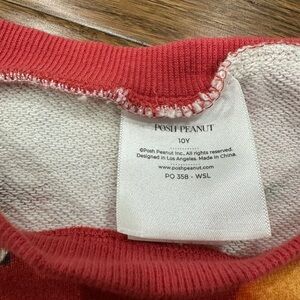 POSH PEANUT
10Y
©Posh Peanut Inc., All rights reserved.
Designed in Los Angeles. Made in China.
www.poshpeanut.com
PO 358 - WSL